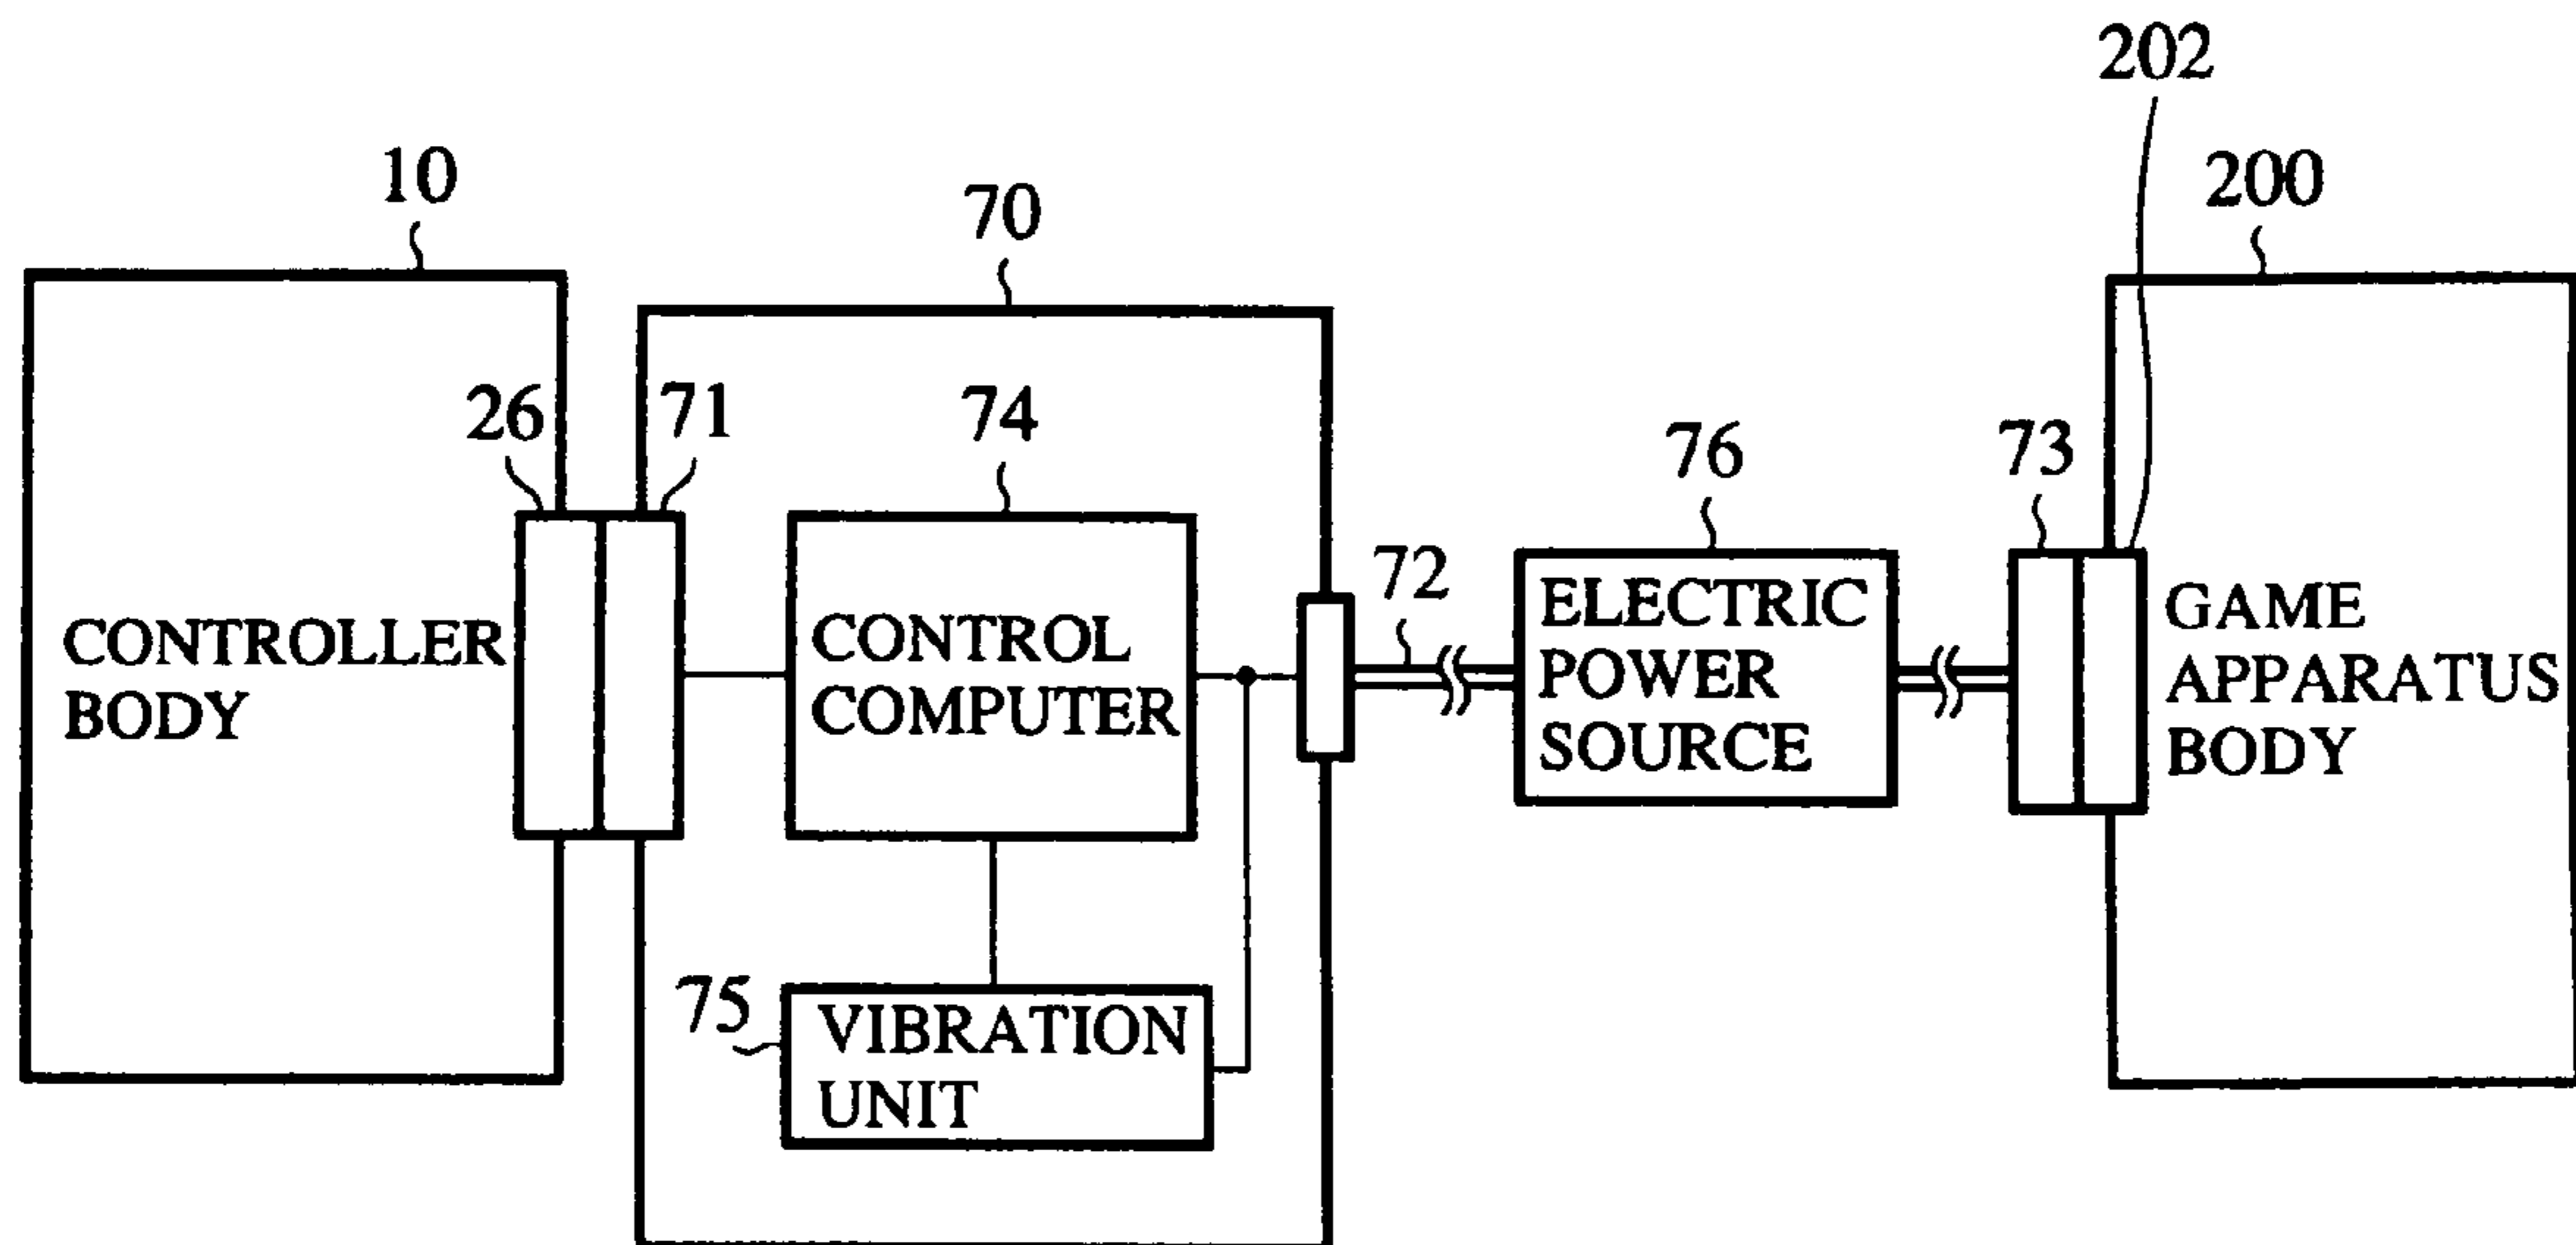 202
10
70
200
26
71
74
76
73
72
CONTROLLER
BODY
CONTROL
COMPUTER
ELECTRIC
POWER
SOURCE
GAME
APPARATUS
BODY
75
VIBRATION
UNIT